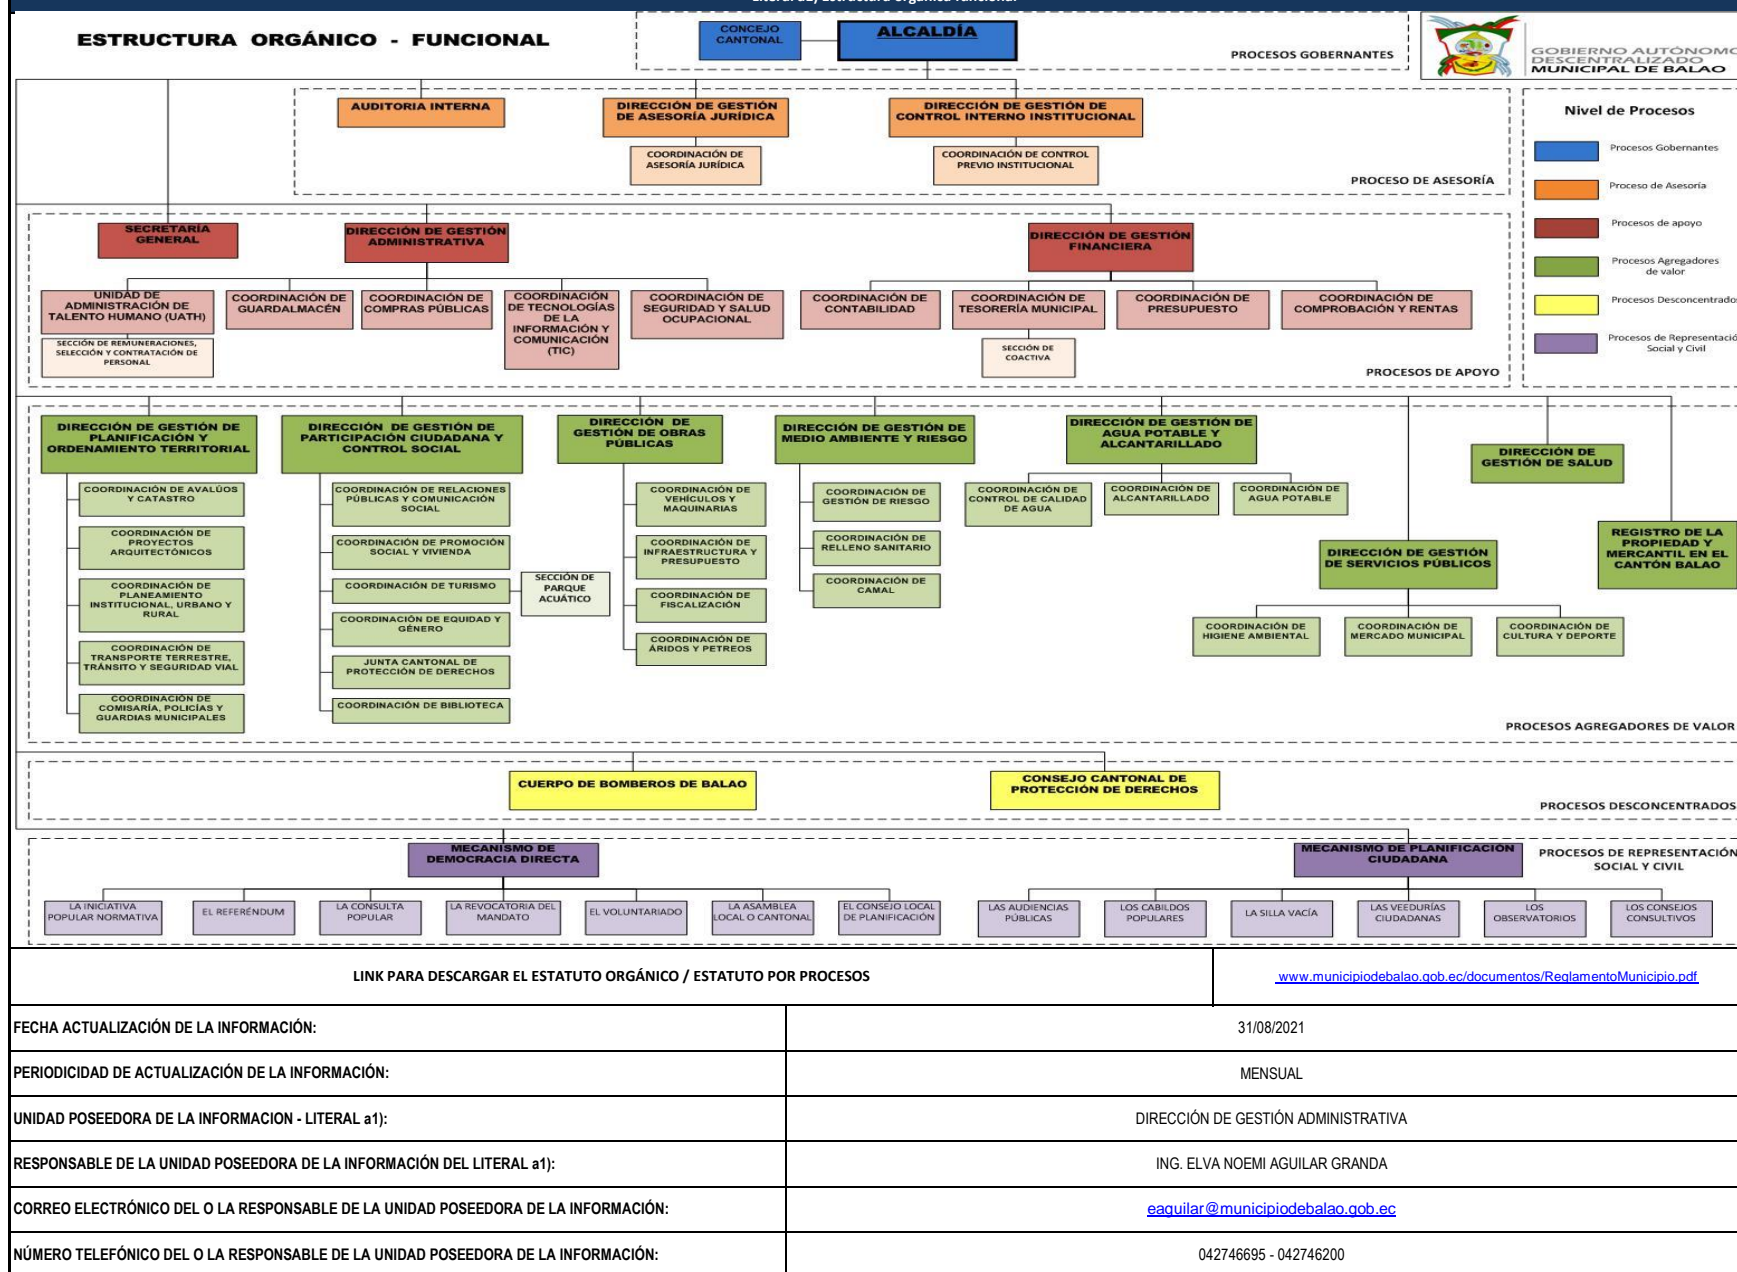 Literal a1) Estructura orgánica funcional
ESTRUCTURA ORGÁNICO - FUNCIONAL
CONCEJO
CANTONAL
ALCALDÍA
PROCESOS GOBERNANTES
GOBIERNO AUTÓNOMO
DESCENTRALIZADO
MUNICIPAL DE BALAO
AUDITORIA INTERNA
DIRECCIÓN DE GESTIÓN
DE ASESORÍA JURÍDICA
DIRECCIÓN DE GESTIÓN DE
CONTROL INTERNO INSTITUCIONAL
COORDINACIÓN DE
ASESORÍA JURÍDICA
COORDINACIÓN DE CONTROL
PREVIO INSTITUCIONAL
PROCESO DE ASESORÍA
Nivel de Procesos
Procesos Gobernantes
Proceso de Asesoría
Procesos de apoyo
Procesos Agregadores
de valor
Procesos Desconcentrados
Procesos de Representació
Social y Civil
SECRETARÍA
GENERAL
DIRECCIÓN DE GESTIÓN
ADMINISTRATIVA
DIRECCIÓN DE GESTIÓN
FINANCIERA
UNIDAD DE
ADMINISTRACIÓN DE
TALENTO HUMANO (UATH)
SECCIÓN DE REMUNERACIONES,
SELECCIÓN Y CONTRATACIÓN DE
PERSONAL
COORDINACIÓN DE
GUARDALMACÉN
COORDINACIÓN DE
COMPRAS PÚBLICAS
COORDINACIÓN
DE TECNOLOGÍAS
DE LA
INFORMACIÓN Y
COMUNICACIÓN
(TIC)
COORDINACIÓN DE
SEGURIDAD Y SALUD
OCUPACIONAL
COORDINACIÓN DE
CONTABILIDAD
COORDINACIÓN DE
TESORERÍA MUNICIPAL
SECCIÓN DE
COACTIVA
COORDINACIÓN DE
PRESUPUESTO
COORDINACIÓN DE
COMPROBACIÓN Y RENTAS
PROCESOS DE APOYO
DIRECCIÓN DE GESTIÓN DE
PLANIFICACIÓN Y
ORDENAMIENTO TERRITORIAL
COORDINACIÓN DE AVALÚOS
Y CATASTRO
COORDINACIÓN DE
PROYECTOS
ARQUITECTÓNICOS
COORDINACIÓN DE
PLANEAMIENTO
INSTITUCIONAL, URBANO Y
RURAL
COORDINACIÓN DE
TRANSPORTE TERRESTRE,
TRÁNSITO Y SEGURIDAD VIAL
COORDINACIÓN DE
COMISARÍA, POLICÍAS Y
GUARDIAS MUNICIPALES
DIRECCIÓN DE GESTIÓN DE
PARTICIPACIÓN CIUDADANA Y
CONTROL SOCIAL
COORDINACIÓN DE RELACIONES
PÚBLICAS Y COMUNICACIÓN
SOCIAL
COORDINACIÓN DE PROMOCIÓN
SOCIAL Y VIVIENDA
COORDINACIÓN DE TURISMO
SECCIÓN DE
PARQUE
ACUÁTICO
COORDINACIÓN DE EQUIDAD Y
GÉNERO
JUNTA CANTONAL DE
PROTECCIÓN DE DERECHOS
COORDINACIÓN DE BIBLIOTECA
DIRECCIÓN DE
GESTIÓN DE OBRAS
PÚBLICAS
COORDINACIÓN DE
VEHÍCULOS Y
MAQUINARIAS
COORDINACIÓN DE
INFRAESTRUCTURA Y
PRESUPUESTO
COORDINACIÓN DE
FISCALIZACIÓN
COORDINACIÓN DE
ÁRIDOS Y PETREOS
DIRECCIÓN DE GESTIÓN DE
MEDIO AMBIENTE Y RIESGO
COORDINACIÓN DE
GESTIÓN DE RIESGO
COORDINACIÓN DE
RELLENO SANITARIO
COORDINACIÓN DE
CAMAL
DIRECCIÓN DE GESTIÓN DE
AGUA POTABLE Y
ALCANTARILLADO
COORDINACIÓN DE
CONTROL DE CALIDAD
DE AGUA
COORDINACIÓN DE
ALCANTARILLADO
COORDINACIÓN DE
AGUA POTABLE
DIRECCIÓN DE GESTIÓN
DE SERVICIOS PÚBLICOS
COORDINACIÓN DE
HIGIENE AMBIENTAL
COORDINACIÓN DE
MERCADO MUNICIPAL
COORDINACIÓN DE
CULTURA Y DEPORTE
DIRECCIÓN DE
GESTIÓN DE SALUD
REGISTRO DE LA
PROPIEDAD Y
MERCANTIL EN EL
CANTÓN BALAO
PROCESOS AGREGADORES DE VALOR
CUERPO DE BOMBEROS DE BALAO
CONSEJO CANTONAL DE
PROTECCIÓN DE DERECHOS
PROCESOS DESCONCENTRADOS
MECANISMO DE
DEMOCRACIA DIRECTA
MECANISMO DE PLANIFICACIÓN
CIUDADANA
PROCESOS DE REPRESENTACIÓN
SOCIAL Y CIVIL
LA INICIATIVA
POPULAR NORMATIVA
EL REFERÉNDUM
LA CONSULTA
POPULAR
LA REVOCATORIA DEL
MANDATO
EL VOLUNTARIADO
LA ASAMBLEA
LOCAL O CANTONAL
EL CONSEJO LOCAL
DE PLANIFICACIÓN
LAS AUDIENCIAS
PÚBLICAS
LOS CABILDOS
POPULARES
LA SILLA VACÍA
LAS VEEDURÍAS
CIUDADANAS
LOS
OBSERVATORIOS
LOS CONSEJOS
CONSULTIVOS
LINK PARA DESCARGAR EL ESTATUTO ORGÁNICO / ESTATUTO POR PROCESOS
www.municipiodebalao.gob.ec/documentos/ReglamentoMunicipio.pdf
FECHA ACTUALIZACIÓN DE LA INFORMACIÓN:
31/08/2021
PERIODICIDAD DE ACTUALIZACIÓN DE LA INFORMACIÓN:
MENSUAL
UNIDAD POSEEDORA DE LA INFORMACION - LITERAL a1):
DIRECCIÓN DE GESTIÓN ADMINISTRATIVA
RESPONSABLE DE LA UNIDAD POSEEDORA DE LA INFORMACIÓN DEL LITERAL a1):
ING. ELVA NOEMI AGUILAR GRANDA
CORREO ELECTRÓNICO DEL O LA RESPONSABLE DE LA UNIDAD POSEEDORA DE LA INFORMACIÓN:
eaguilar@municipiodebalao.gob.ec
NÚMERO TELEFÓNICO DEL O LA RESPONSABLE DE LA UNIDAD POSEEDORA DE LA INFORMACIÓN:
042746695 - 042746200